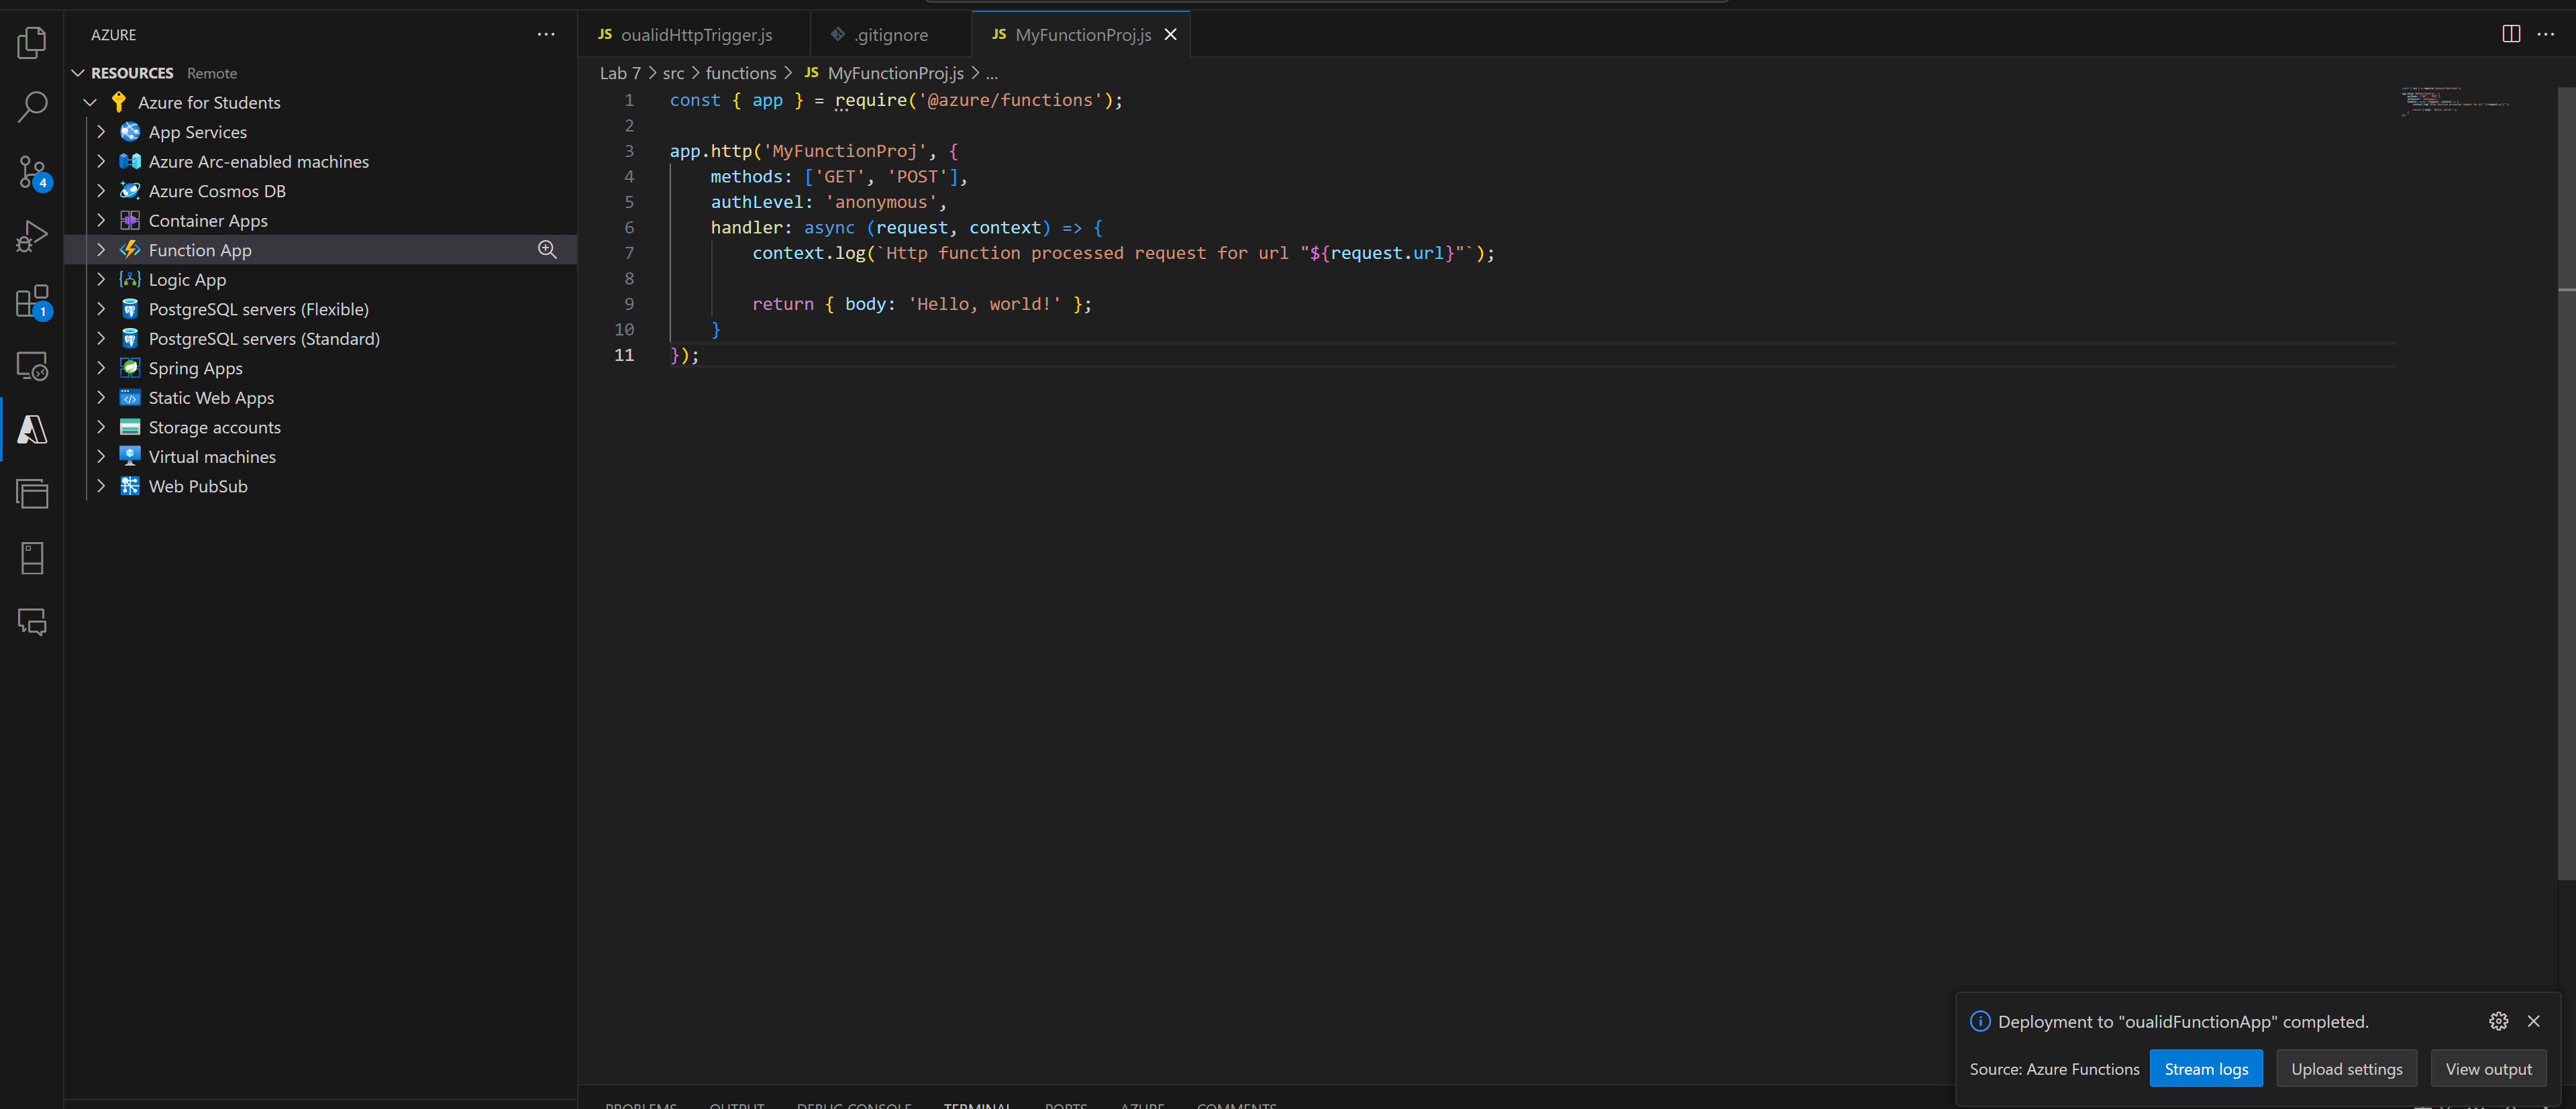 AZURE
RESOURCES Remote
Azure for Students
App Services
Azure Arc-enabled machines
Azure Cosmos DB
Container Apps
Function App
Logic App
PostgreSQL servers (Flexible)
PostgreSQL servers (Standard)
Spring Apps
Static Web Apps
Storage accounts
Virtual machines
Web PubSub
4
1
JS oualidHttpTrigger.js
.gitignore
JS MyFunctionProj.js
Lab 7 > src > functions > JS MyFunctionProj.js > ...
1 const { app } = require('@azure/functions');
2
3 app.http('MyFunctionProj', {
4 methods: ['GET', 'POST'],
5 authLevel: 'anonymous',
6 handler: async (request, context) => {
7 context.log(`Http function processed request for url "${request.url}"`);
8
9 return { body: 'Hello, world!' };
10 }
11 });
Deployment to "oualidFunctionApp" completed.
Source: Azure Functions Stream logs Upload settings View output
PROBLEMS OUTPUT DEBUG CONSOLE TERMINAL PORTS AZURE COMMENTS